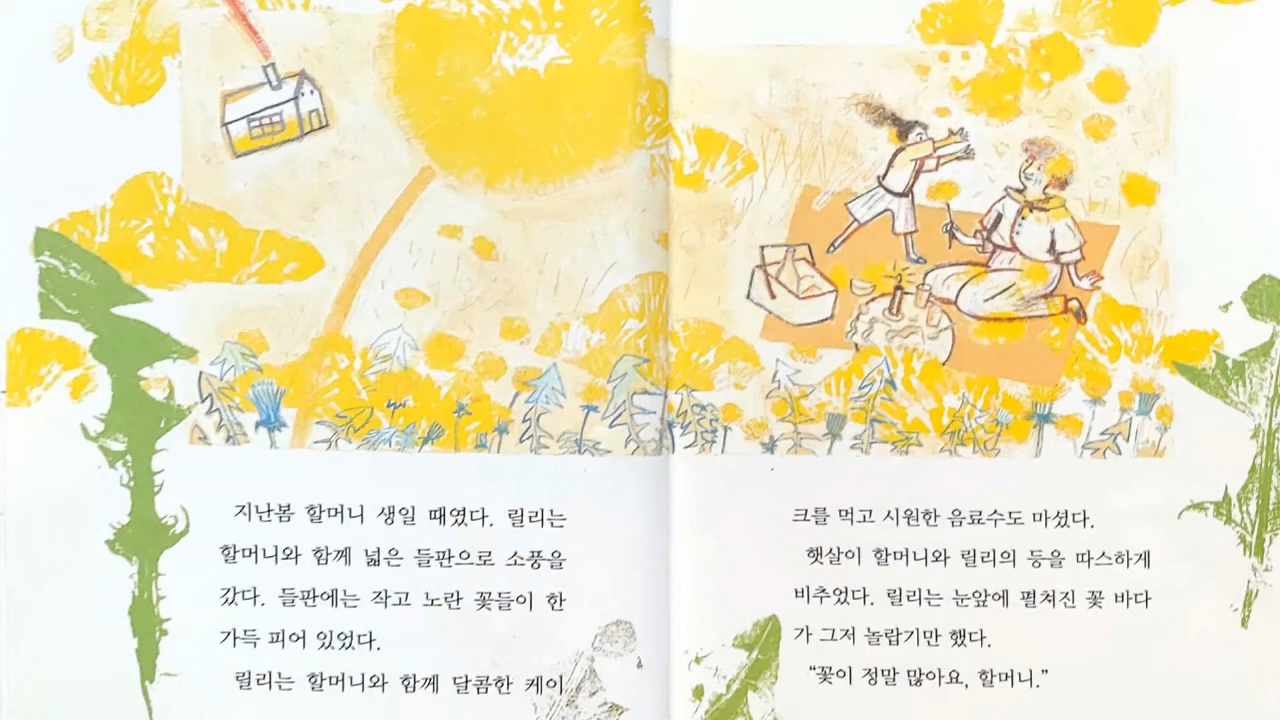 지난봄 할머니 생일 때였다. 릴리는
할머니와 함께 넓은 들판으로 소풍을
갔다. 들판에는 작고 노란 꽃들이 한
가득 피어 있었다.
릴리는 할머니와 함께 달콤한 케이
크를 먹고 시원한 음료수도 마셨다.
햇살이 할머니와 릴리의 등을 따스하게
비추었다. 릴리는 눈앞에 펼쳐진 꽃 바다
가 그저 놀랍기만 했다.
“꽃이 정말 많아요, 할머니.”